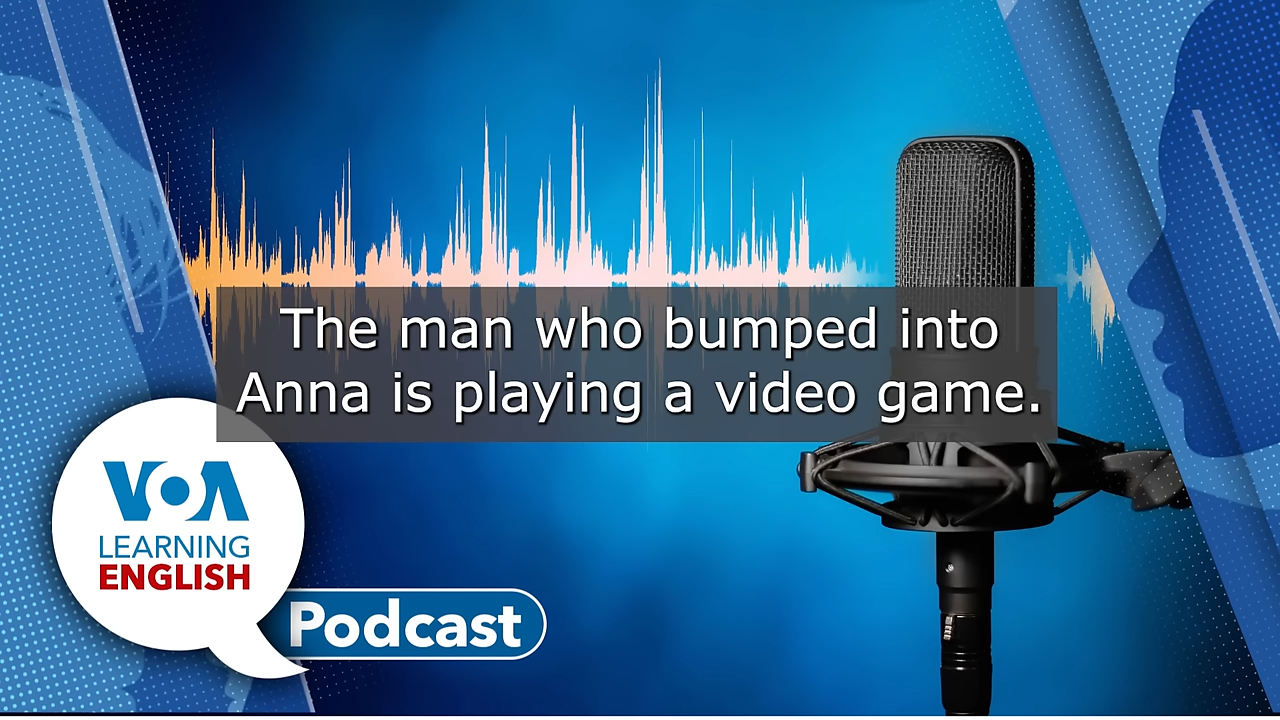 The man who bumped into
Anna is playing a video game.
VOA
LEARNING
ENGLISH
Podcast